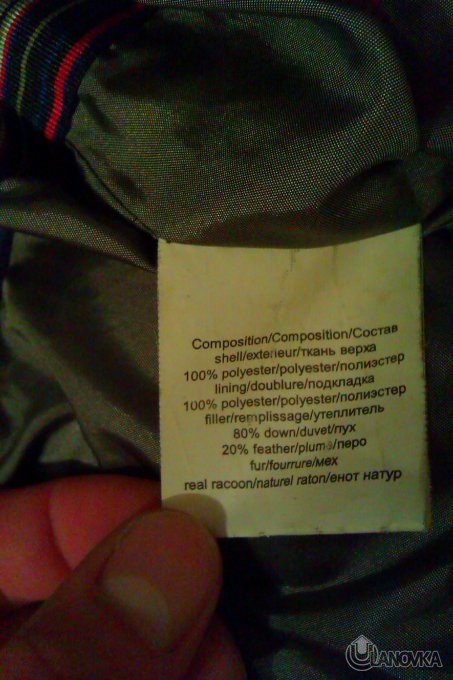 Composition/Composition/Состав
shell/exterieur/ткань верха
100% polyester/polyester/полиэстер
lining/doublure/подкладка
100% polyester/polyester/полиэстер
filler/remplissage/утеплитель
80% down/duvet/пух
20% feather/plume/перо
fur/fourrure/мех
real racoon/naturel raton/енот натур
ULANOVKA